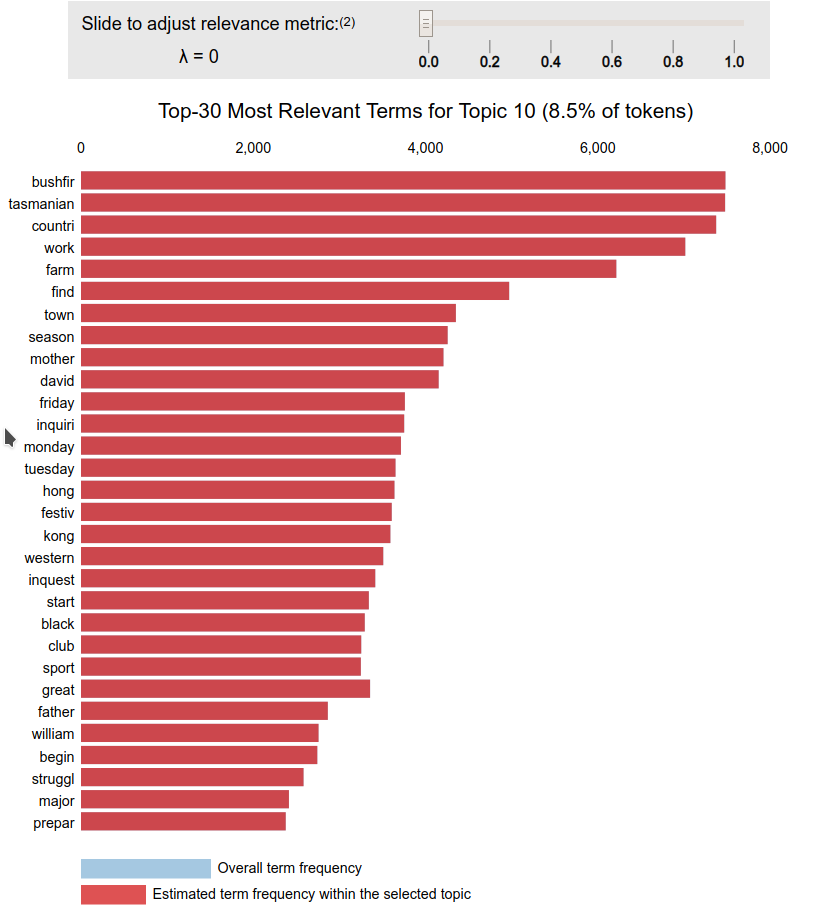 Slide to adjust relevance metric:(2)
λ = 0
0.0 0.2 0.4 0.6 0.8 1.0
Top-30 Most Relevant Terms for Topic 10 (8.5% of tokens)
0 2,000 4,000 6,000 8,000
bushfir
tasmanian
countri
work
farm
find
town
season
mother
david
friday
inquiri
monday
tuesday
hong
festiv
kong
western
inquest
start
black
club
sport
great
father
william
begin
struggl
major
prepar
Overall term frequency
Estimated term frequency within the selected topic